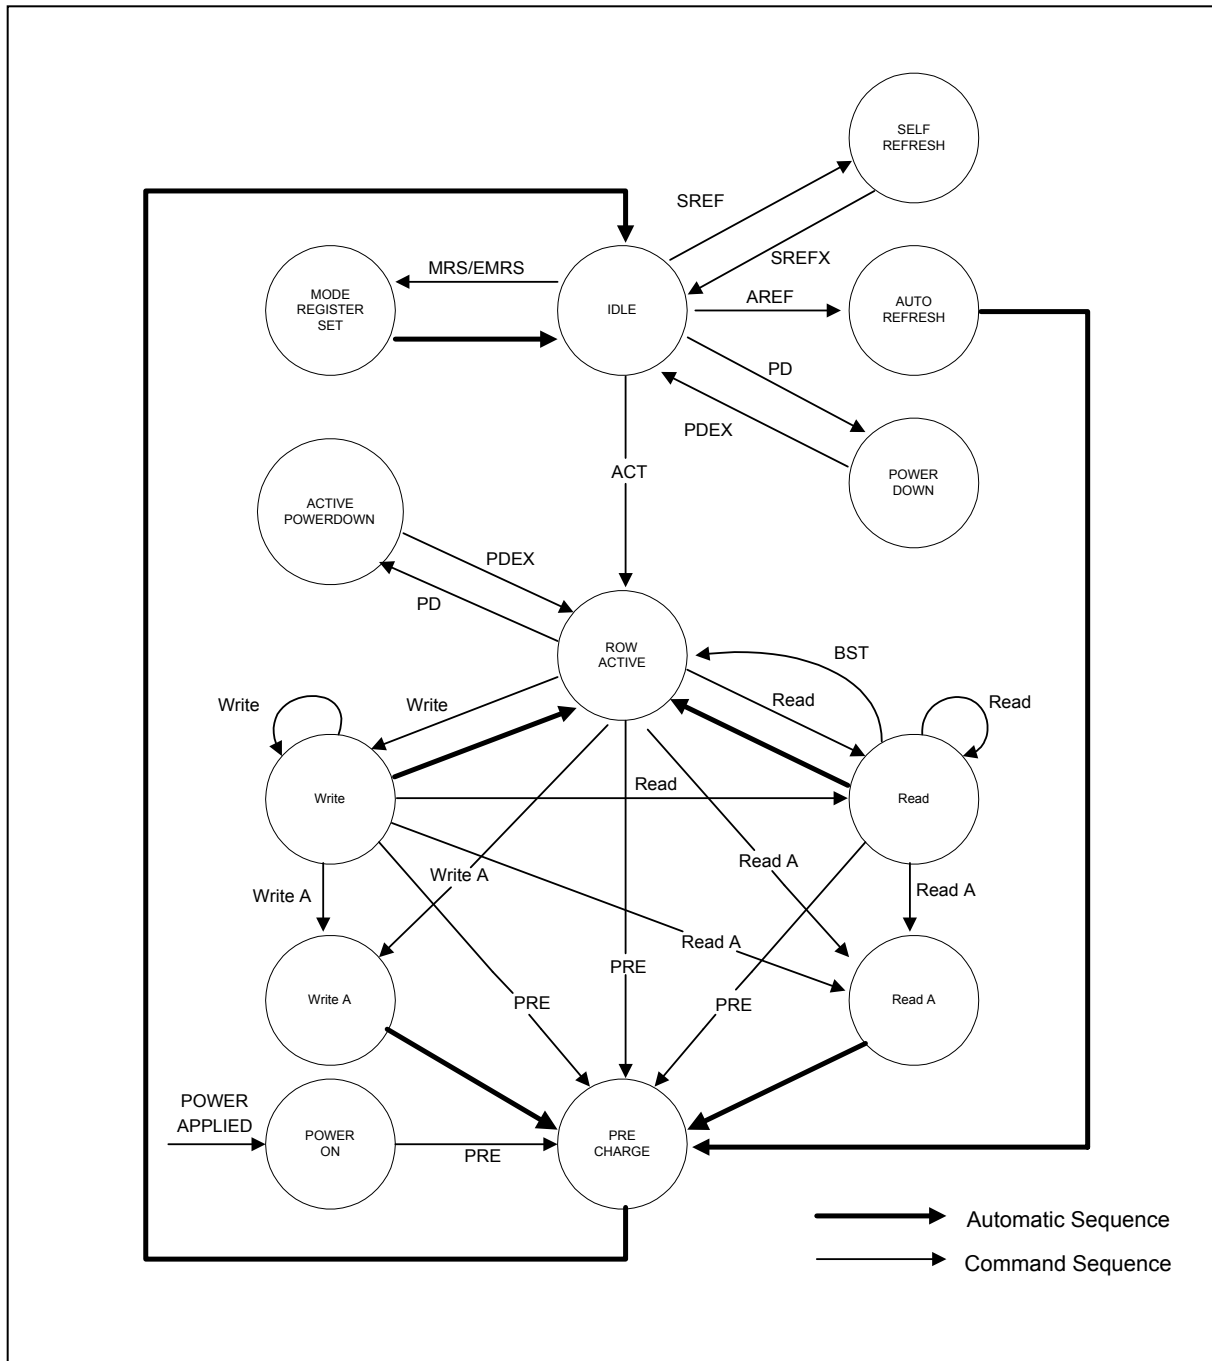 SELF
REFRESH
SREF
SREFX
MRS/EMRS
AREF
MODE
REGISTER
SET
IDLE
AUTO
REFRESH
PD
PDEX
POWER
DOWN
ACT
ACTIVE
POWERDOWN
PDEX
PD
ROW
ACTIVE
BST
Write
Write
Read
Read
Write
Read
Read
Write A
Write A
Read A
Read A
Read A
Write A
PRE
PRE
PRE
Read A
POWER
APPLIED
POWER
ON
PRE
PRE
CHARGE
Automatic Sequence
Command Sequence